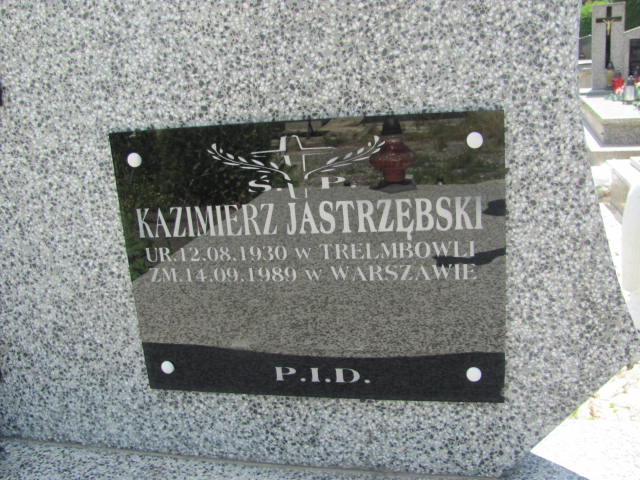 Ś. P.
KAZIMIERZ JASTRZĘBSKI
UR.12.08.1930 W TRELMBOWLI
ZM.14.09.1989 W WARSZAWIE
P.I.D.